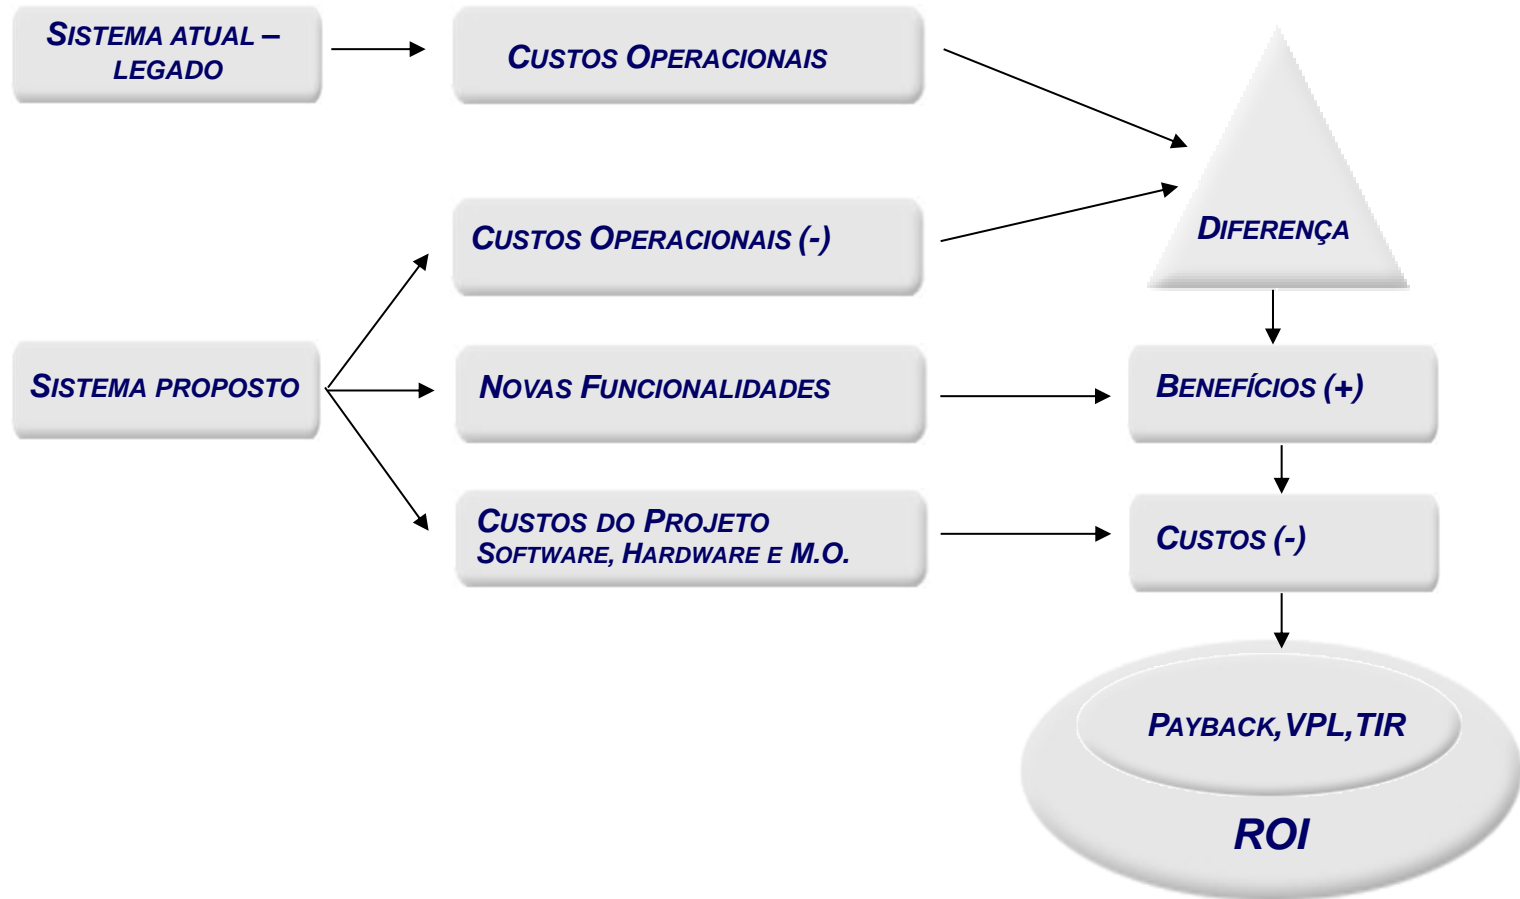 SISTEMA ATUAL –
LEGADO
CUSTOS OPERACIONAIS
CUSTOS OPERACIONAIS (-)
DIFERENÇA
SISTEMA PROPOSTO
NOVAS FUNCIONALIDADES
BENEFÍCIOS (+)
CUSTOS DO PROJETO
SOFTWARE, HARDWARE E M.O.
CUSTOS (-)
PAYBACK,VPL,TIR
ROI